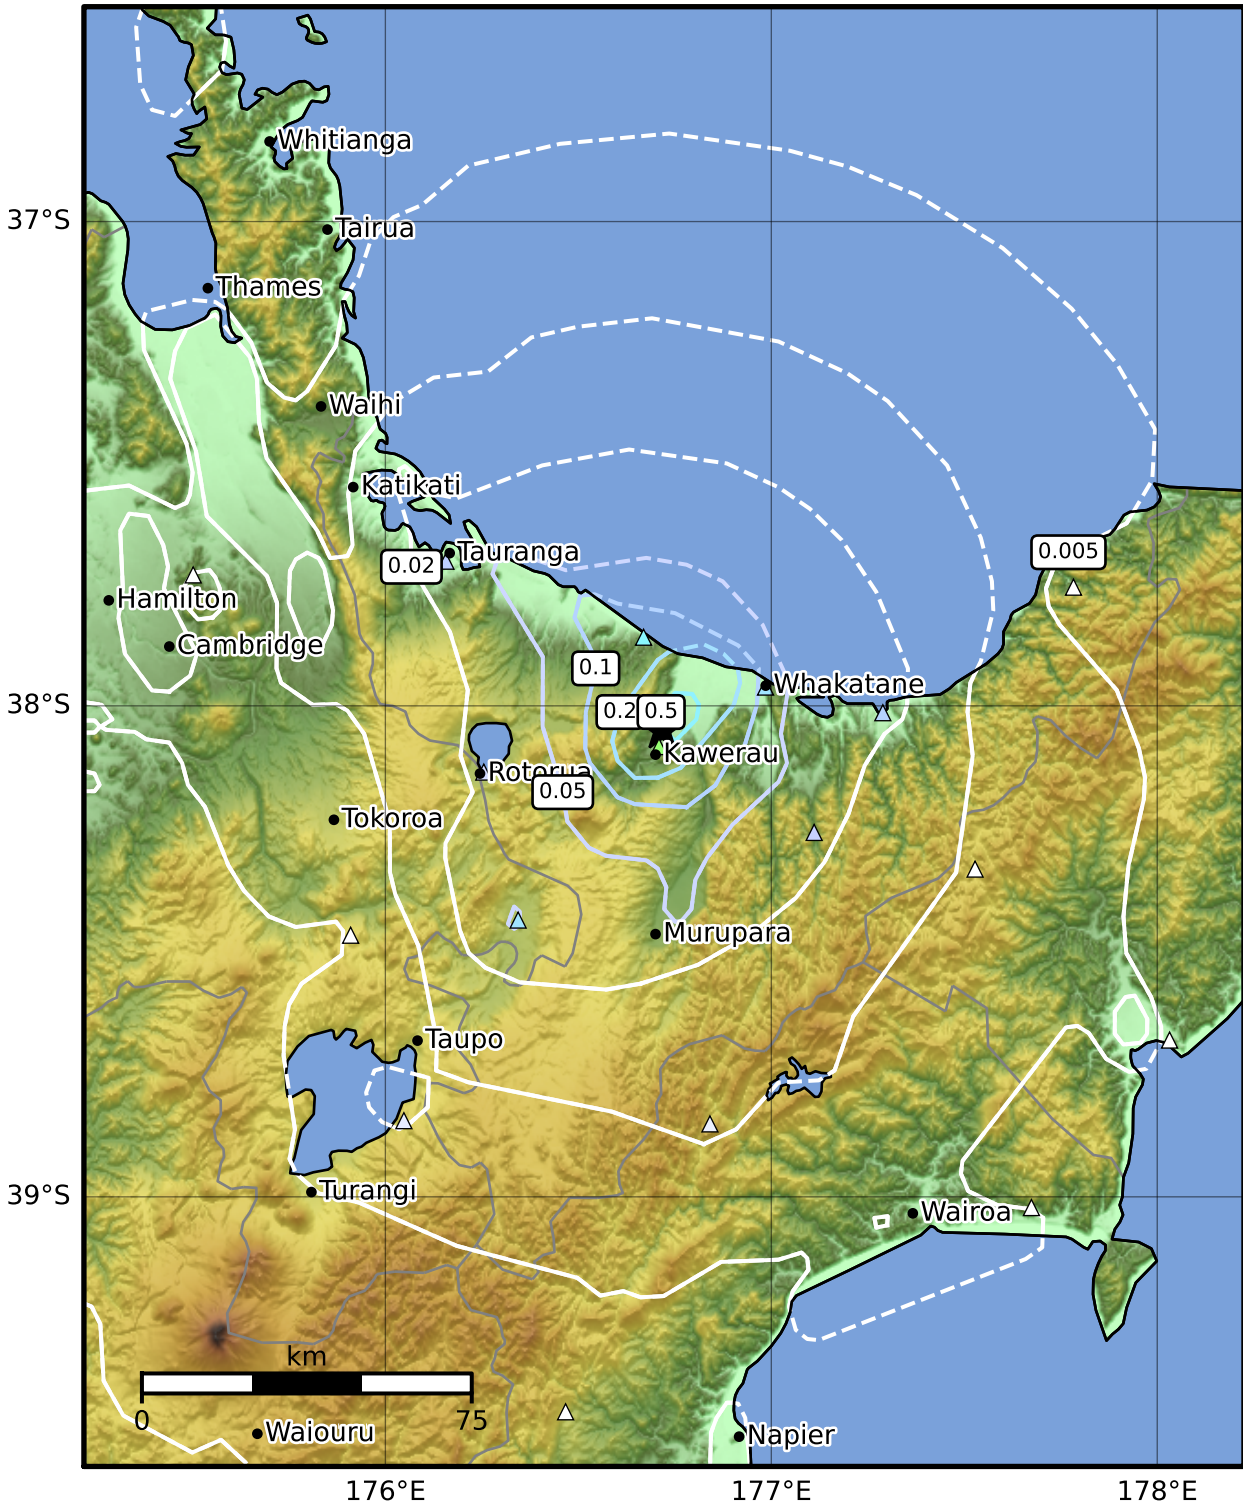 Whitianga
37°S
Tairua
Thames
Waihi
Katikati
Tauranga
0.02
0.005
Hamilton
Cambridge
0.1
Whakatane
38°S
0.2
0.5
Kawerau
Rotorua
0.05
Tokoroa
Murupara
Taupo
Turangi
39°S
Wairoa
km
0
75
Waiouru
Napier
176°E
177°E
178°E